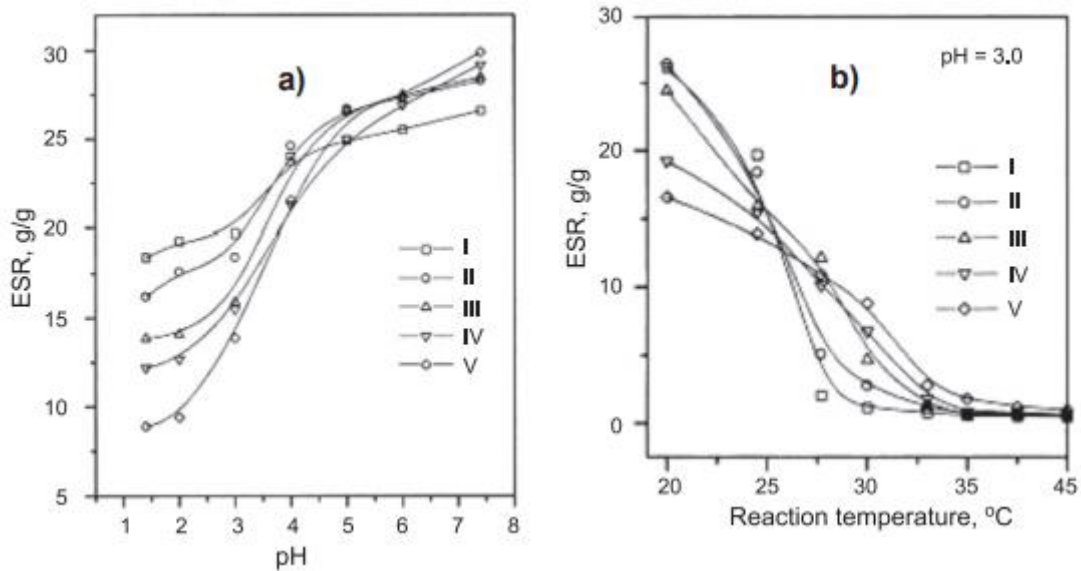 a)
30
25
20
15
10
5
ESR, g/g
I
II
III
IV
V
1 2 3 4 5 6 7 8
pH
b)
pH = 3.0
30
20
10
0
ESR, g/g
I
II
III
IV
V
20 25 30 35 45
Reaction temperature, ºC